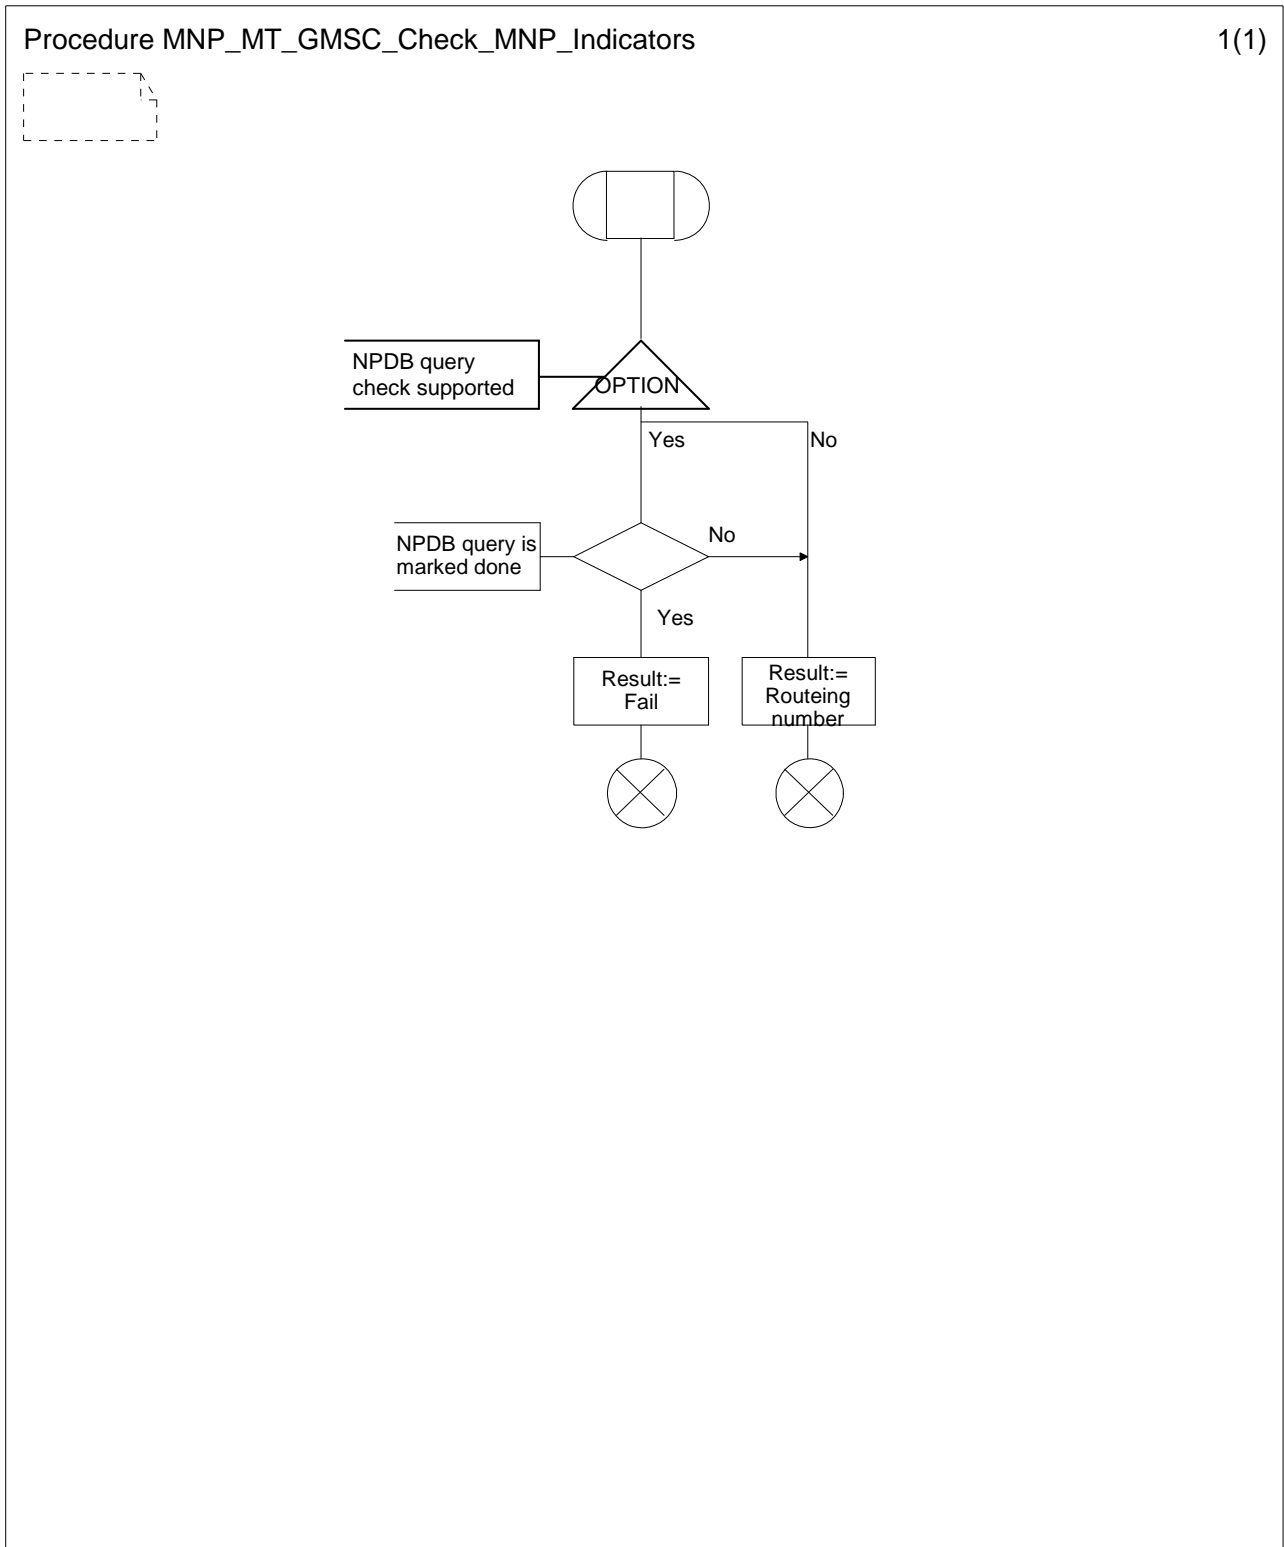 Procedure MNP_MT_GMSC_Check_MNP_Indicators
1(1)
NPDB query
check supported
OPTION
Yes
No
NPDB query is
marked done
No
Yes
Result:=
Fail
Result:=
Routeing
number